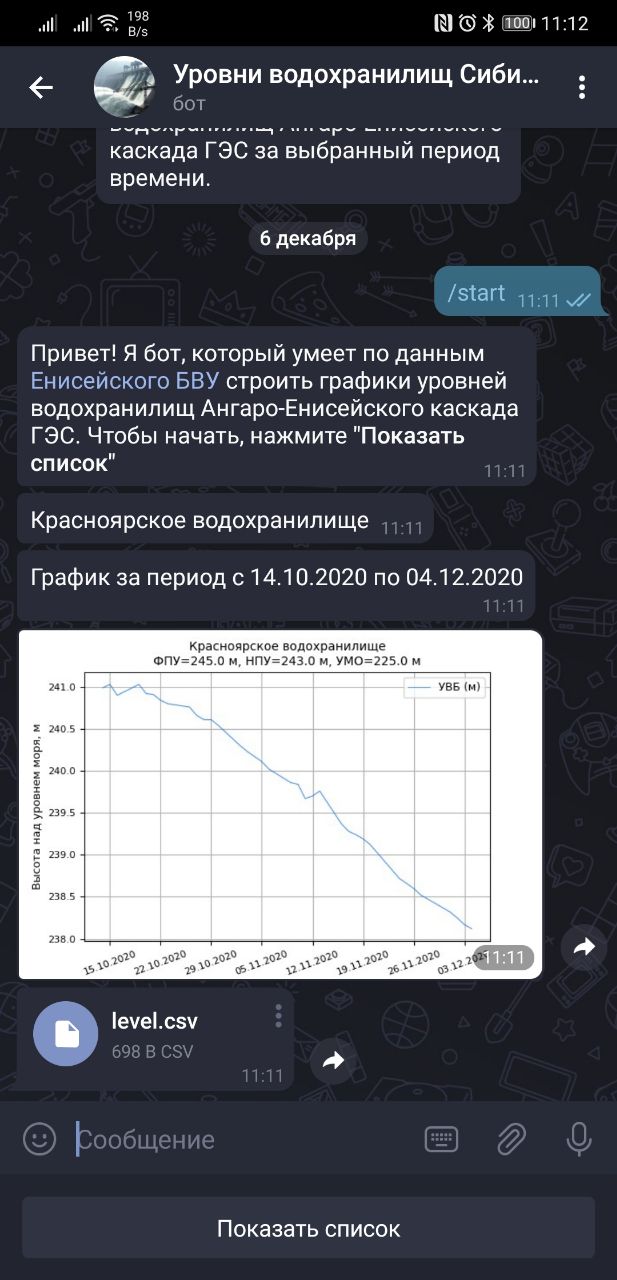 198
B/s
100
11:12
Уровни водохранилищ Сиби...
бот
водохранилищ Ангаро-Енисейского
каскада ГЭС за выбранный период
времени.
6 декабря
/start 11:11
Привет! Я бот, который умеет по данным
Енисейского БВУ строить графики уровней
водохранилищ Ангаро-Енисейского каскада
ГЭС. Чтобы начать, нажмите "Показать
список"
11:11
Красноярское водохранилище 11:11
График за период с 14.10.2020 по 04.12.2020
11:11
Красноярское водохранилище
ФПУ=245.0 м, НПУ=243.0 м, УМО=225.0 м
УВБ (м)
Высота над уровнем моря, м
241.0
240.5
240.0
239.5
239.0
238.5
238.0
15.10.2020
22.10.2020
29.10.2020
05.11.2020
12.11.2020
19.11.2020
26.11.2020
03.12.2020
11:11
level.csv
698 B CSV
11:11
Сообщение
Показать список